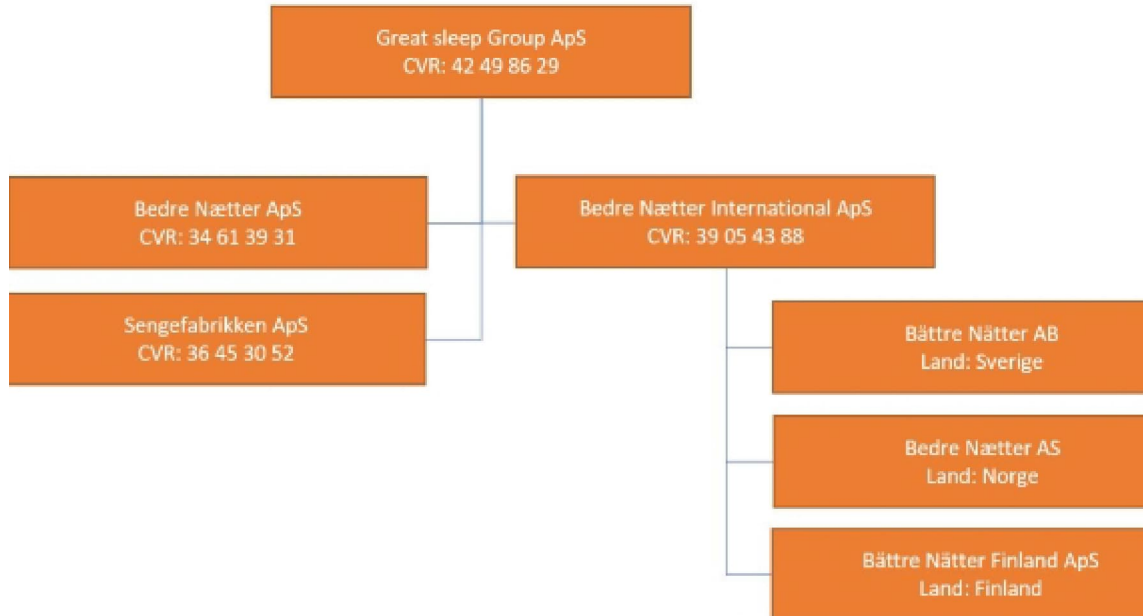 Great sleep Group ApS
CVR: 42 49 86 29
Bedre Nætter ApS
CVR: 34 61 39 31
Bedre Nætter International ApS
CVR: 39 05 43 88
Sengefabrikken ApS
CVR: 36 45 30 52
Bättre Nätter AB
Land: Sverige
Bedre Nætter AS
Land: Norge
Bättre Nätter Finland ApS
Land: Finland